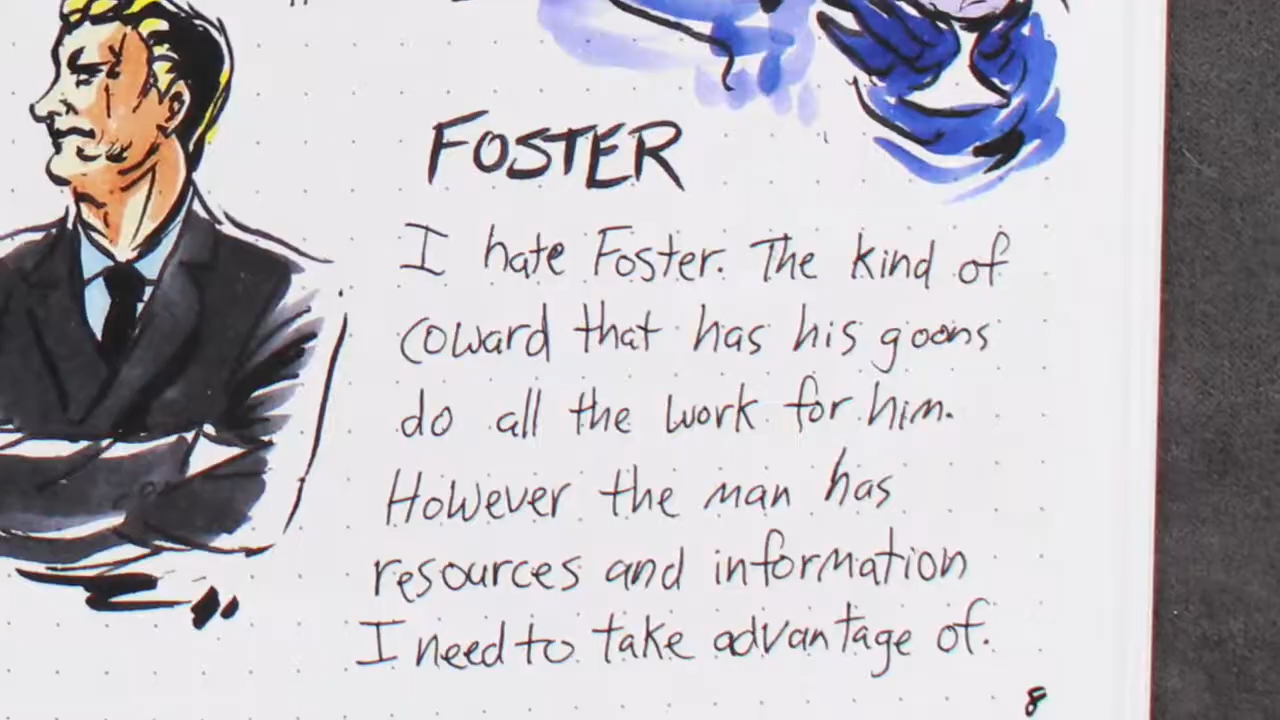 FOSTER
I hate Foster. The kind of
coward that has his goons
do all the work for him.
However the man has
resources and information
I need to take advantage of.
8